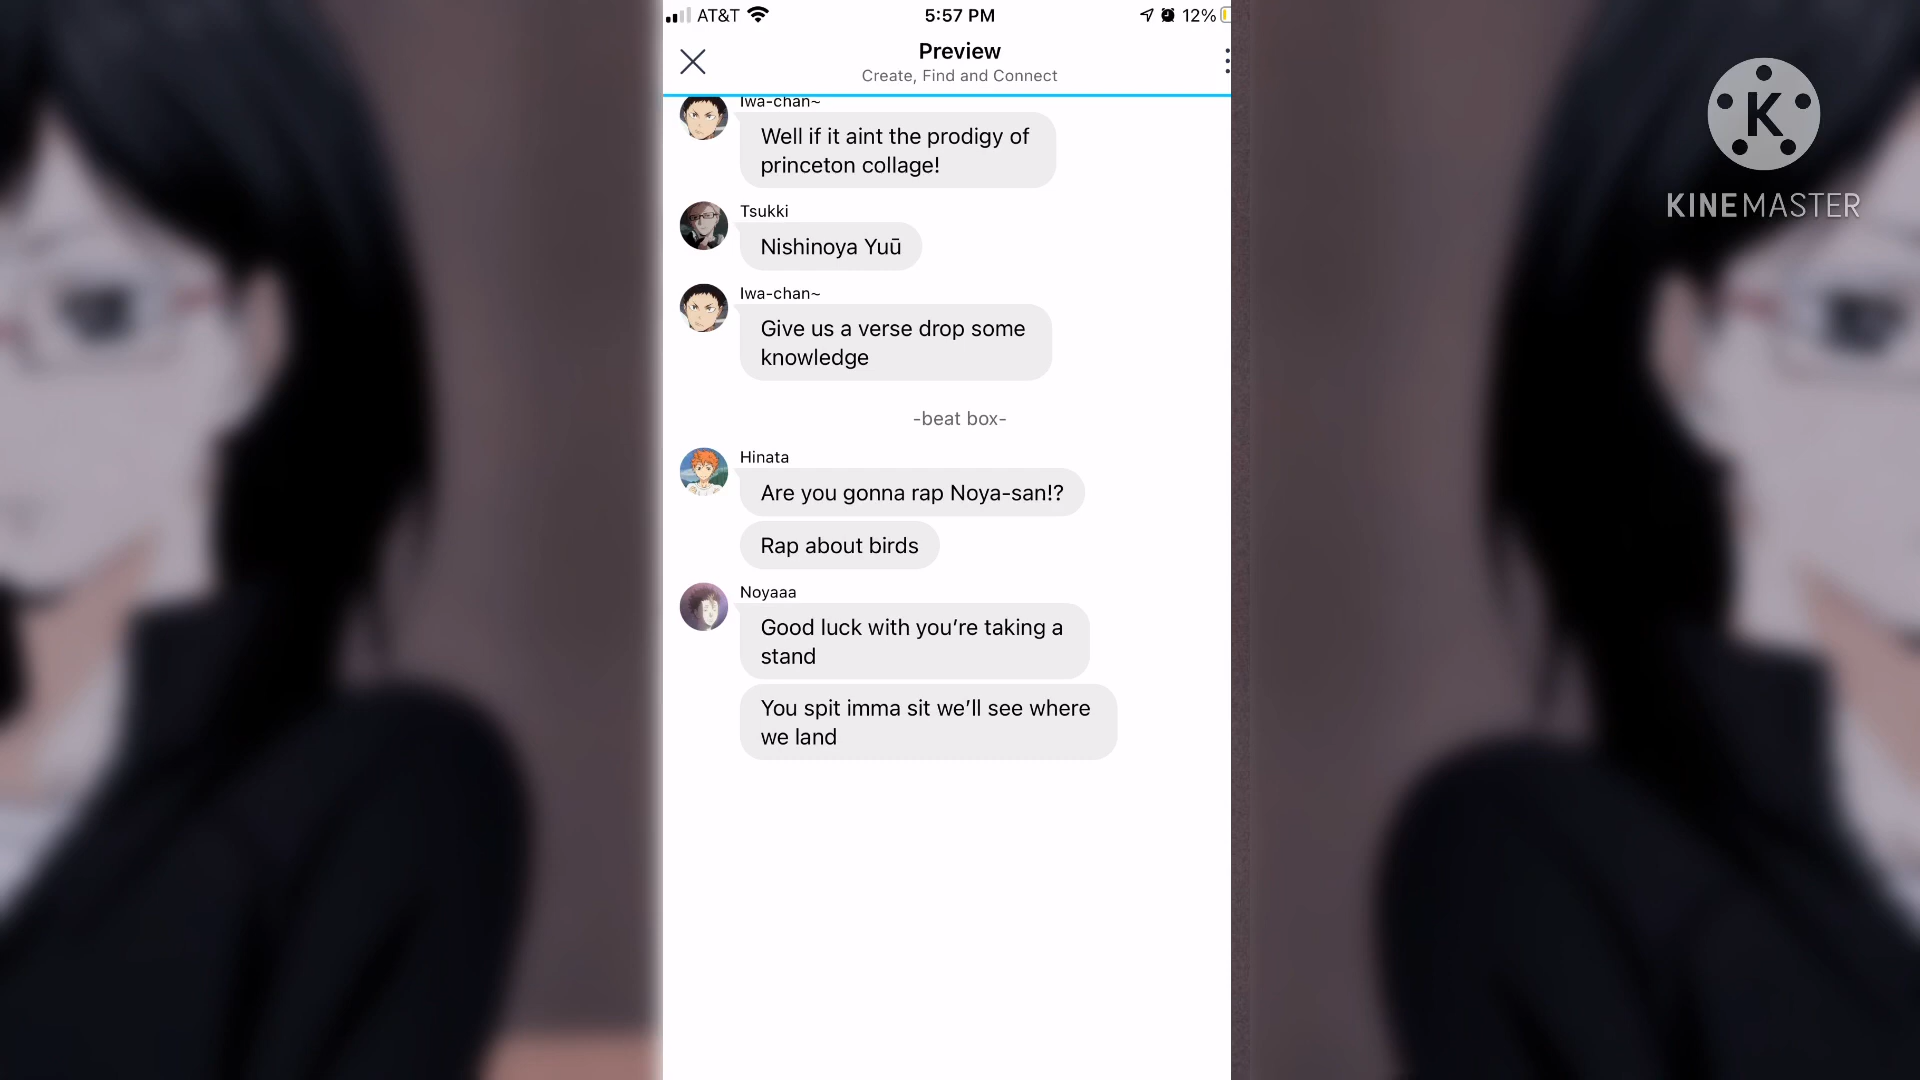 AT&T 5:57 PM 12%
Preview
Create, Find and Connect
K
KINEMASTER
Iwa-chan~
Well if it aint the prodigy of
princeton collage!
Tsukki
Nishinoya Yuū
Iwa-chan~
Give us a verse drop some
knowledge
-beat box-
Hinata
Are you gonna rap Noya-san!?
Rap about birds
Noyaaa
Good luck with you’re taking a
stand
You spit imma sit we’ll see where
we land